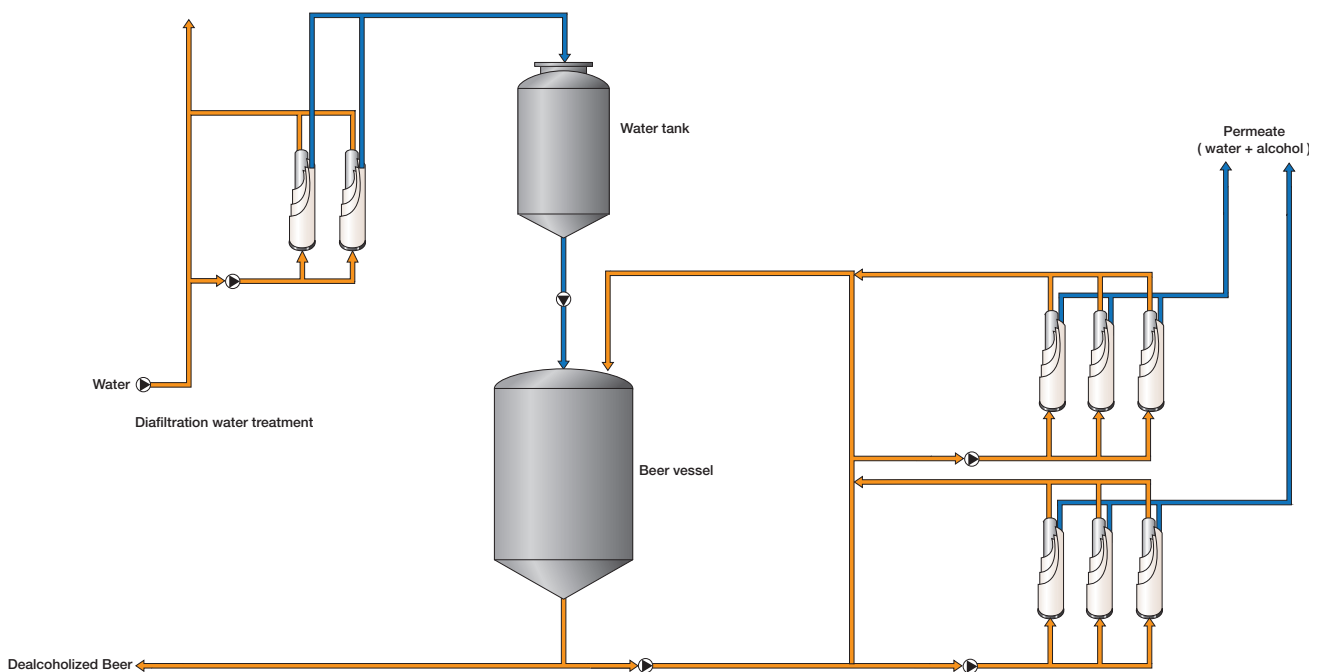 Water tank
Permeate
( water + alcohol )
Water
Diafiltration water treatment
Beer vessel
Dealcoholized Beer